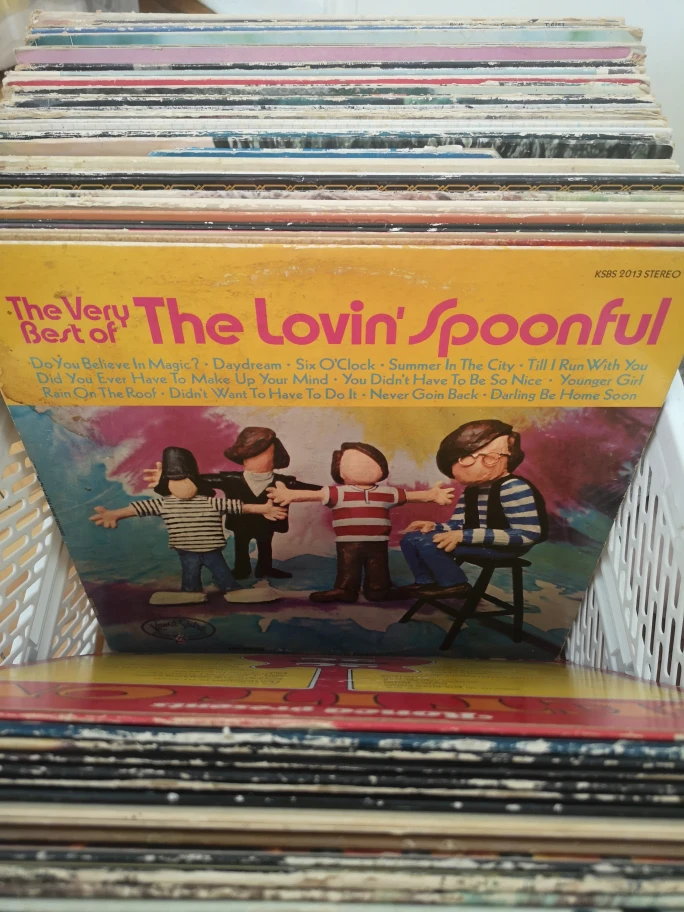 KSBS 2013 STEREO
The Very Best of The Lovin' Spoonful
Do You Believe In Magic? · Daydream · Six O'Clock · Summer In The City · Till I Run With You
Did You Ever Have To Make Up Your Mind · You Didn't Have To Be So Nice · Younger Girl
Rain On The Roof · Didn't Want To Have To Do It · Never Goin Back · Darling Be Home Soon